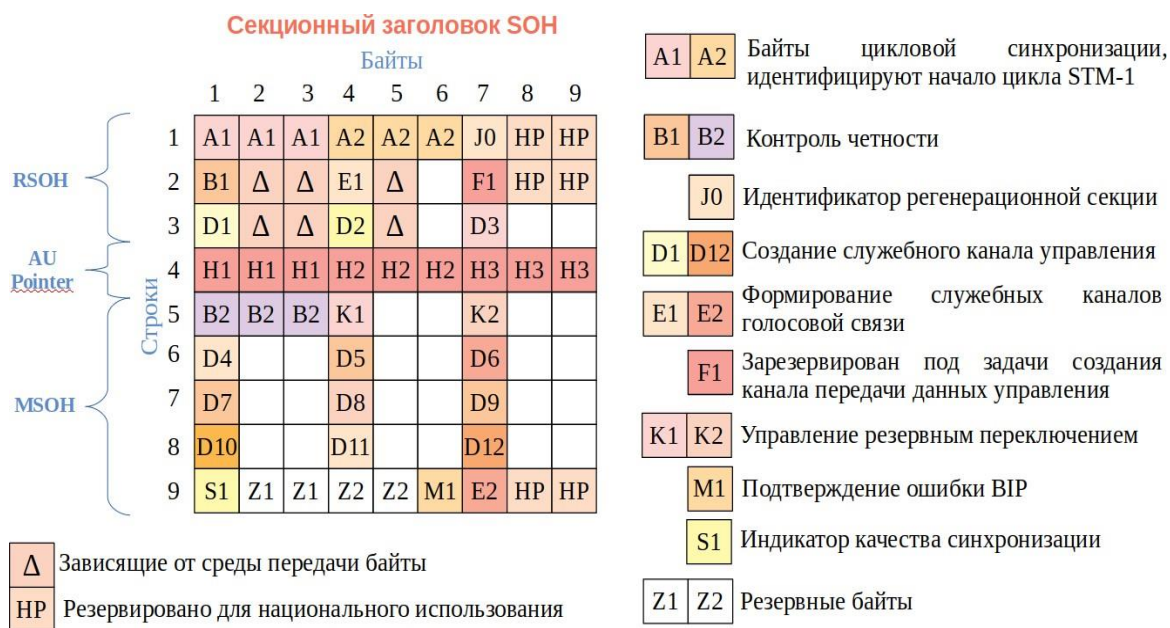 Секционный заголовок SOH
Байты
1 2 3 4 5 6 7 8 9
RSOH
AU
Pointer
MSOH
Строки
1 A1 A1 A1 A2 A2 A2 J0 HP HP
2 B1 Δ Δ E1 Δ F1 HP HP
3 D1 Δ Δ D2 Δ D3
4 H1 H1 H1 H2 H2 H2 H3 H3 H3
5 B2 B2 B2 K1 K2
6 D4 D5 D6
7 D7 D8 D9
8 D10 D11 D12
9 S1 Z1 Z1 Z2 Z2 M1 E2 HP HP
Δ Зависящие от среды передачи байты
HP Резервировано для национального использования
A1 A2 Байты цикловой синхронизации,
идентифицируют начало цикла STM-1
B1 B2 Контроль четности
J0 Идентификатор регенерационной секции
D1 D12 Создание служебного канала управления
E1 E2 Формирование служебных каналов
голосовой связи
F1 Зарезервирован под задачи создания
канала передачи данных управления
K1 K2 Управление резервным переключением
M1 Подтверждение ошибки BIP
S1 Индикатор качества синхронизации
Z1 Z2 Резервные байты